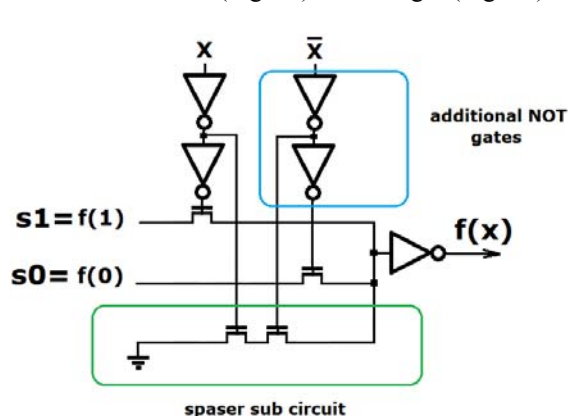 X
X̄
additional NOT
gates
s1= f(1)
f(x)
s0= f(0)
spaser sub circuit